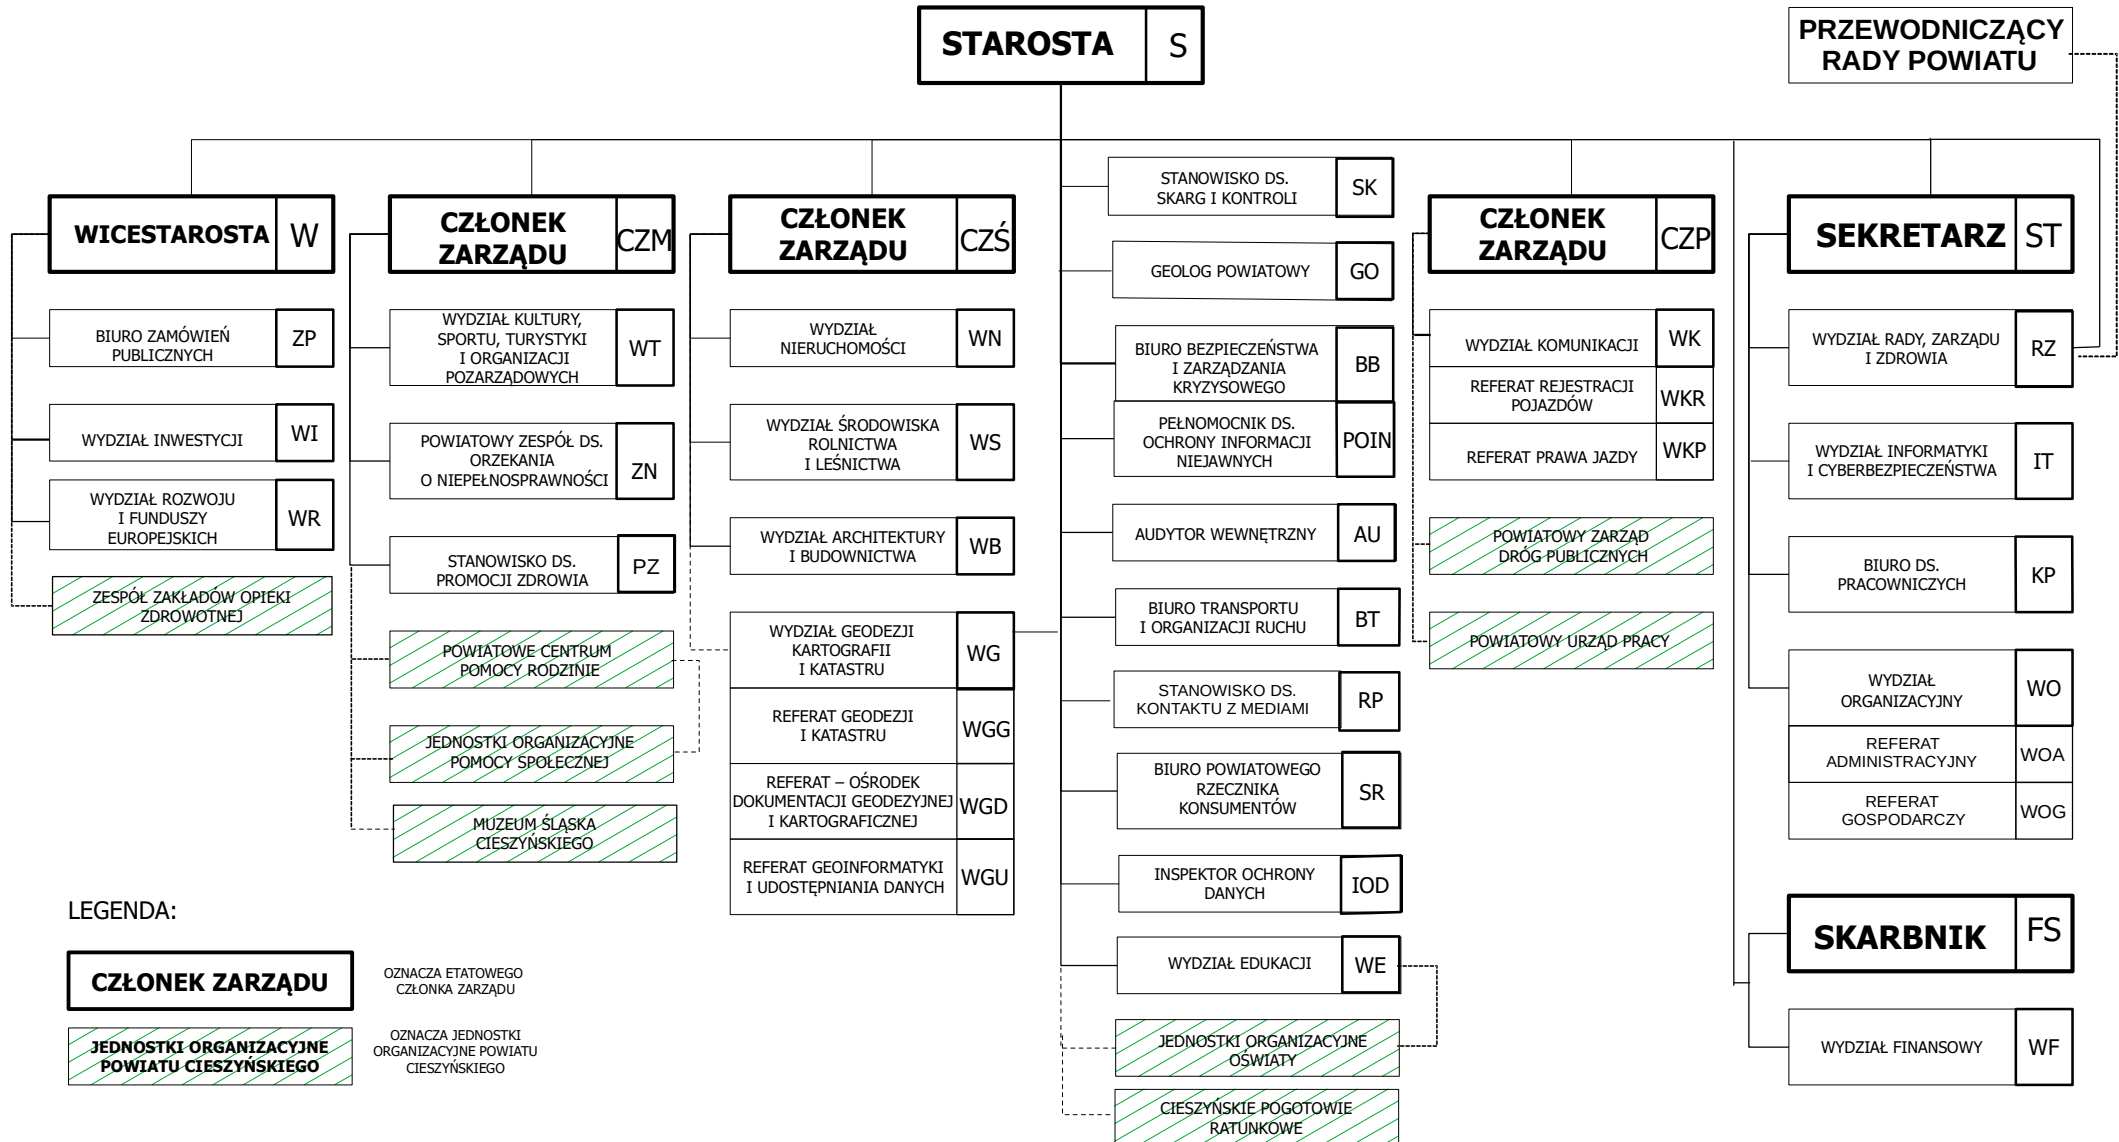 STAROSTA S
PRZEWODNICZĄCY
RADY POWIATU
WICESTAROSTA W
BIURO ZAMÓWIEŃ
PUBLICZNYCH
ZP
WYDZIAŁ INWESTYCJI WI
WYDZIAŁ ROZWOJU
I FUNDUSZY
EUROPEJSKICH
WR
ZESPÓŁ ZAKŁADÓW OPIEKI
ZDROWOTNEJ
CZŁONEK
ZARZĄDU
CZM
WYDZIAŁ KULTURY,
SPORTU, TURYSTYKI
I ORGANIZACJI
POZARZĄDOWYCH
WT
POWIATOWY ZESPÓŁ DS.
ORZEKANIA
O NIEPEŁNOSPRAWNOŚCI
ZN
STANOWISKO DS.
PROMOCJI ZDROWIA
PZ
POWIATOWE CENTRUM
POMOCY RODZINIE
JEDNOSTKI ORGANIZACYJNE
POMOCY SPOŁECZNEJ
MUZEUM ŚLĄSKA
CIESZYŃSKIEGO
CZŁONEK
ZARZĄDU
CZŚ
WYDZIAŁ
NIERUCHOMOŚCI
WN
WYDZIAŁ ŚRODOWISKA
ROLNICTWA
I LEŚNICTWA
WS
WYDZIAŁ ARCHITEKTURY
I BUDOWNICTWA
WB
WYDZIAŁ GEODEZJI
KARTOGRAFII
I KATASTRU
WG
REFERAT GEODEZJI
I KATASTRU
WGG
REFERAT – OŚRODEK
DOKUMENTACJI GEODEZYJNEJ
I KARTOGRAFICZNEJ
WGD
REFERAT GEOINFORMATYKI
I UDOSTĘPNIANIA DANYCH
WGU
STANOWISKO DS.
SKARG I KONTROLI
SK
GEOLOG POWIATOWY GO
BIURO BEZPIECZEŃSTWA
I ZARZĄDZANIA
KRYZYSOWEGO
BB
PEŁNOMOCNIK DS.
OCHRONY INFORMACJI
NIEJAWNYCH
POIN
AUDYTOR WEWNĘTRZNY AU
BIURO TRANSPORTU
I ORGANIZACJI RUCHU
BT
STANOWISKO DS.
KONTAKTU Z MEDIAMI
RP
BIURO POWIATOWEGO
RZECZNIKA
KONSUMENTÓW
SR
INSPEKTOR OCHRONY
DANYCH
IOD
WYDZIAŁ EDUKACJI WE
JEDNOSTKI ORGANIZACYJNE
OŚWIATY
CIESZYŃSKIE POGOTOWIE
RATUNKOWE
CZŁONEK
ZARZĄDU
CZP
WYDZIAŁ KOMUNIKACJI WK
REFERAT REJESTRACJI
POJAZDÓW
WKR
REFERAT PRAWA JAZDY WKP
POWIATOWY ZARZĄD
DRÓG PUBLICZNYCH
POWIATOWY URZĄD PRACY
SEKRETARZ ST
WYDZIAŁ RADY, ZARZĄDU
I ZDROWIA
RZ
WYDZIAŁ INFORMATYKI
I CYBERBEZPIECZEŃSTWA
IT
BIURO DS.
PRACOWNICZYCH
KP
WYDZIAŁ
ORGANIZACYJNY
WO
REFERAT
ADMINISTRACYJNY
WOA
REFERAT
GOSPODARCZY
WOG
SKARBNIK FS
WYDZIAŁ FINANSOWY WF
LEGENDA:
CZŁONEK ZARZĄDU
OZNACZA ETATOWEGO
CZŁONKA ZARZĄDU
JEDNOSTKI ORGANIZACYJNE
POWIATU CIESZYŃSKIEGO
OZNACZA JEDNOSTKI
ORGANIZACYJNE POWIATU
CIESZYŃSKIEGO